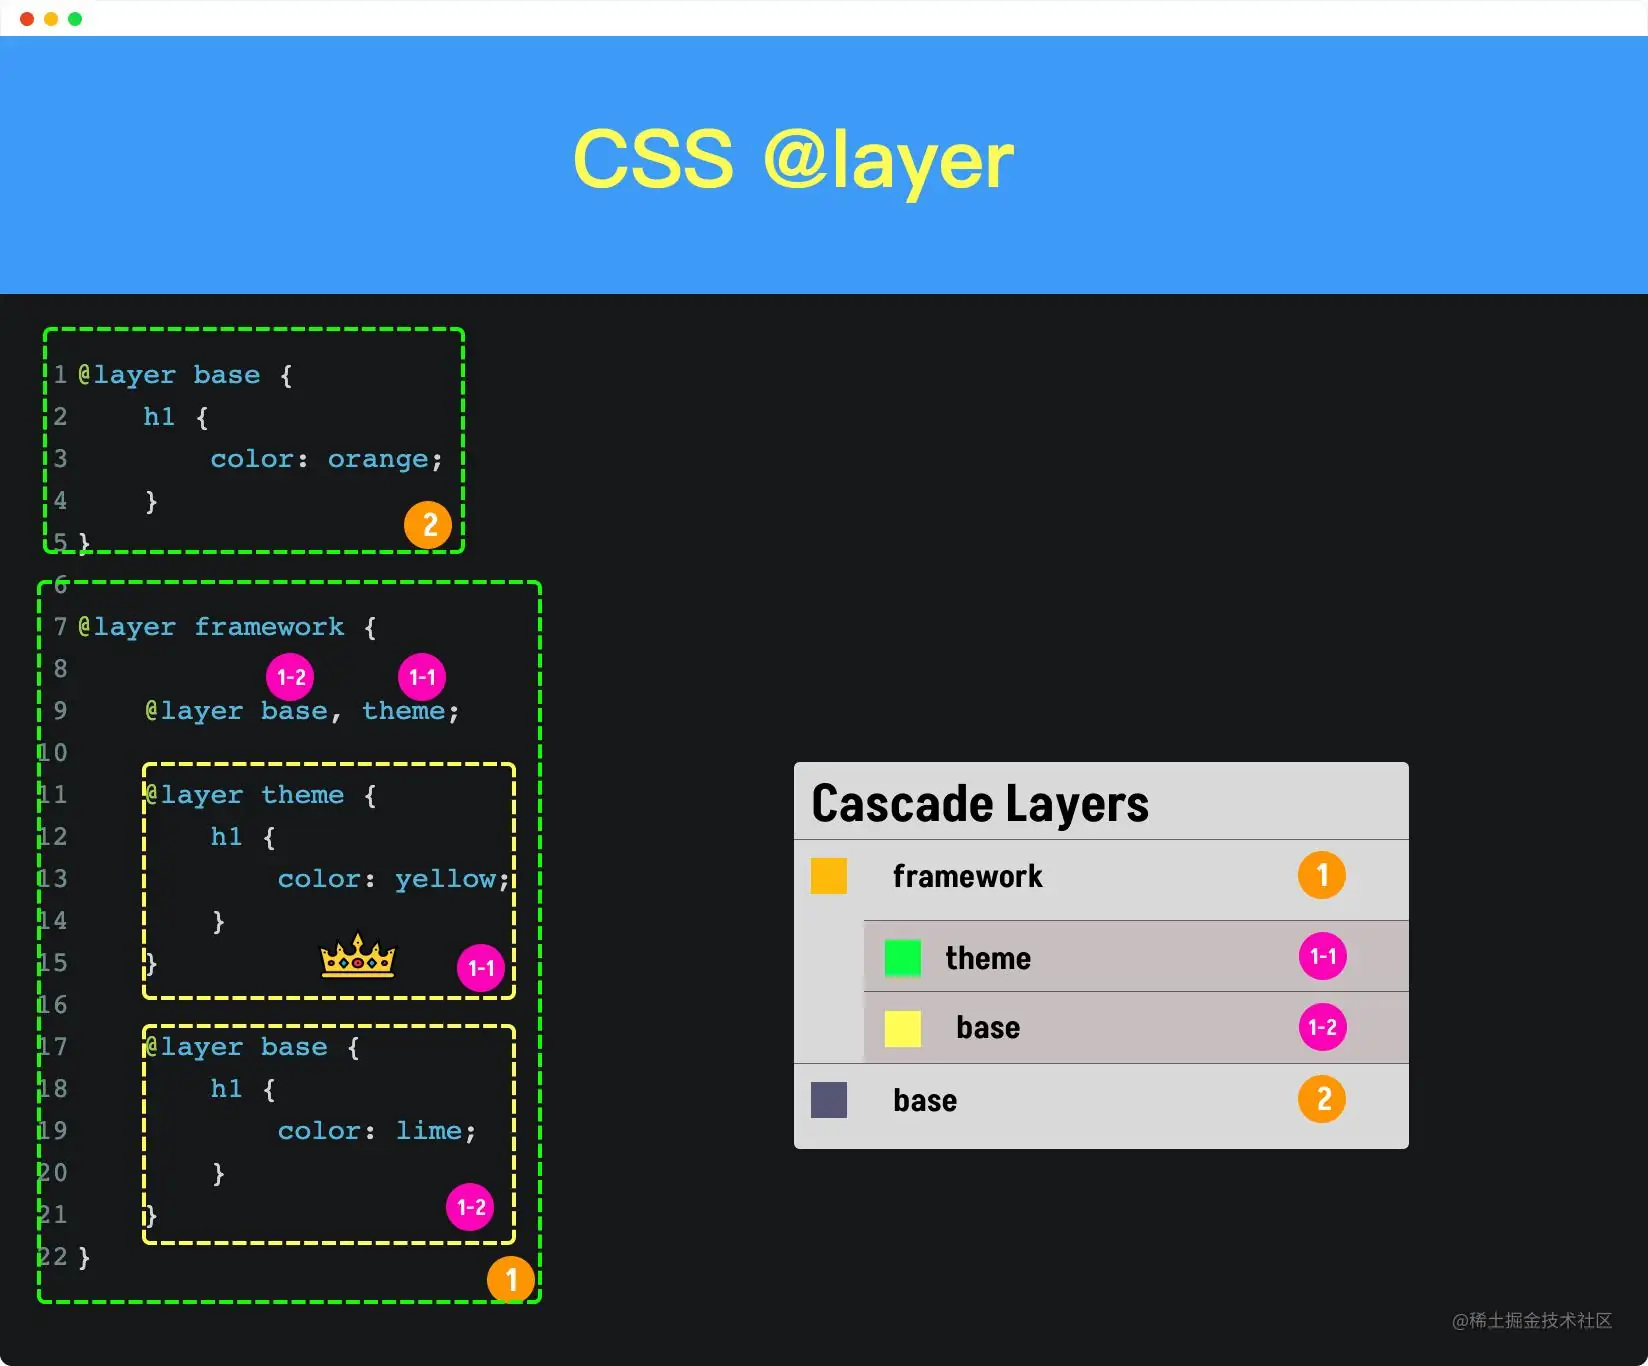 CSS @layer
1 @layer base {
2 h1 {
3 color: orange;
4 }
2
5 }
6
7 @layer framework {
8
1-2 1-1
9 @layer base, theme;
10
11 @layer theme {
12 h1 {
13 color: yellow;
14 }
15 }
1-1
16
17 @layer base {
18 h1 {
19 color: lime;
20 }
21 }
1-2
22 }
1
Cascade Layers
framework 1
theme 1-1
base 1-2
base 2
@稀土掘金技术社区